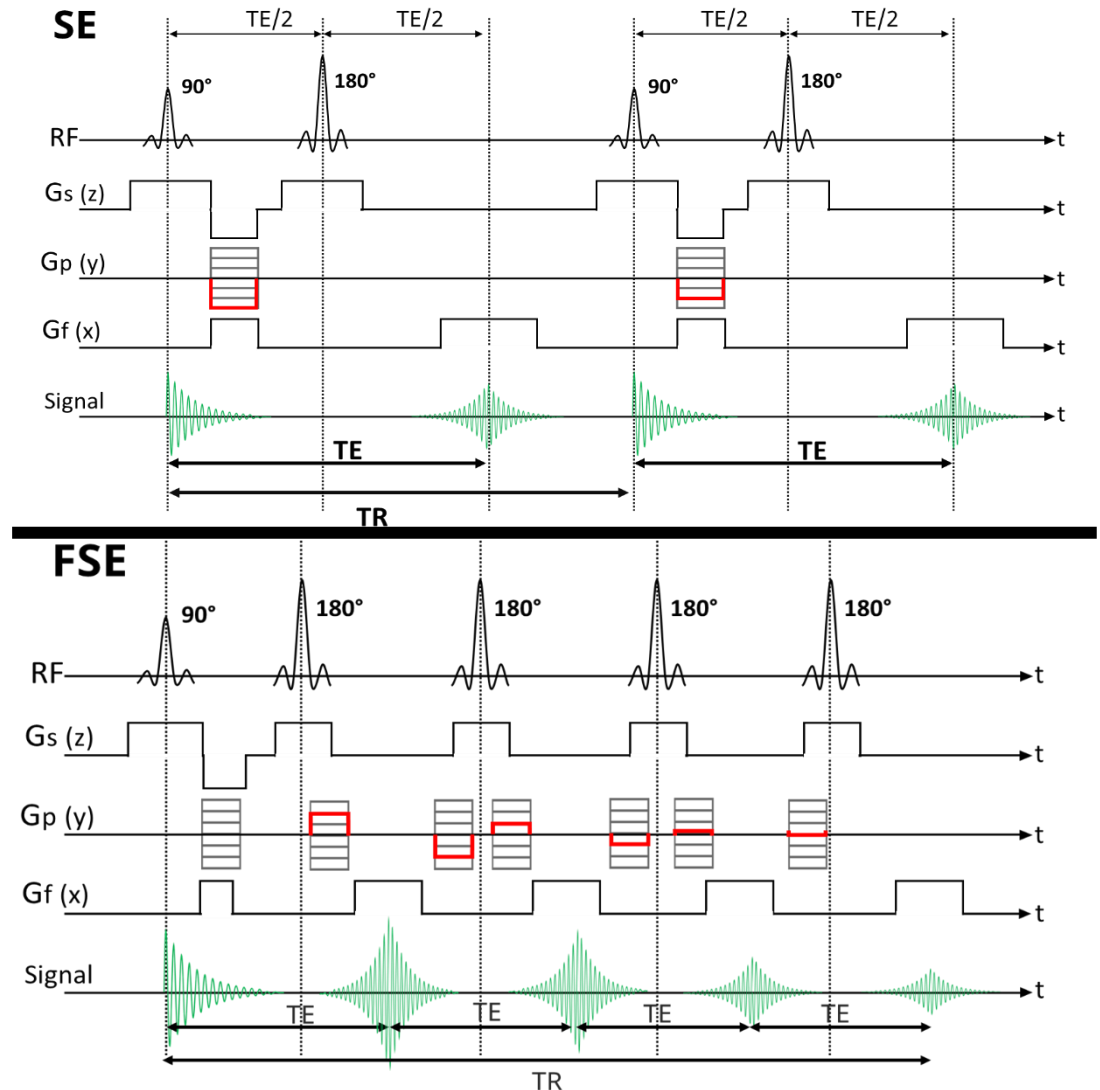 SE
TE/2 TE/2 TE/2 TE/2
90° 180° 90° 180°
RF t
Gs (z) t
Gp (y) t
Gf (x) t
Signal t
TE TE
TR
FSE
90° 180° 180° 180° 180°
RF t
Gs (z) t
Gp (y) t
Gf (x) t
Signal t
TE TE TE TE
TR